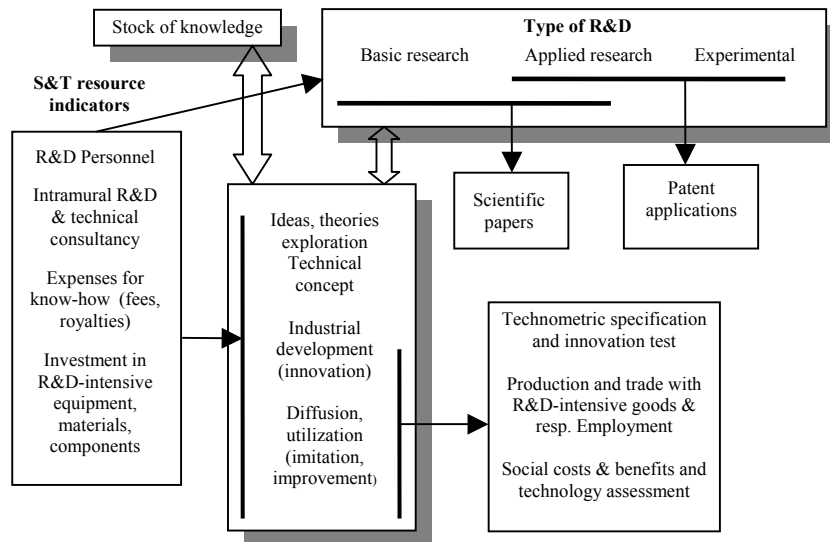 Stock of knowledge
Type of R&D
Basic research Applied research Experimental
S&T resource
indicators
R&D Personnel
Intramural R&D
& technical
consultancy
Expenses for
know-how (fees,
royalties)
Investment in
R&D-intensive
equipment,
materials,
components
Ideas, theories
exploration
Technical
concept
Industrial
development
(innovation)
Diffusion,
utilization
(imitation,
improvement)
Scientific
papers
Patent
applications
Technometric specification
and innovation test
Production and trade with
R&D-intensive goods &
resp. Employment
Social costs & benefits and
technology assessment